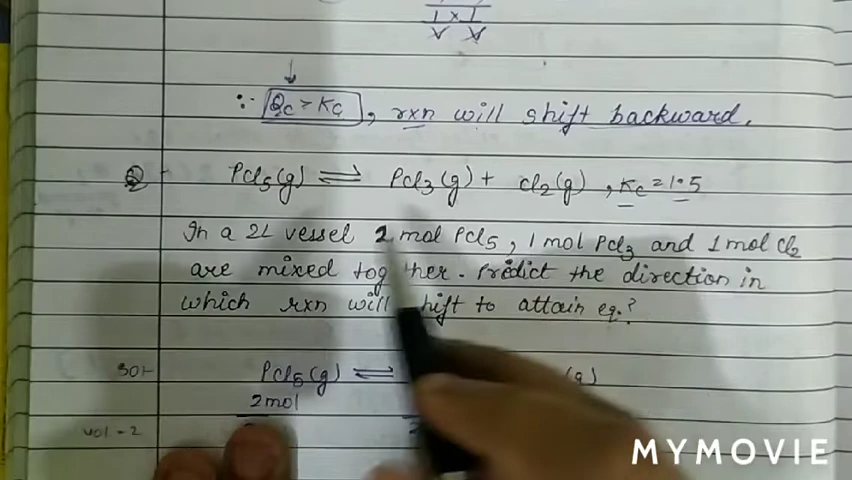 1 x 1
V V
↓
∵ Qc > Kc , rxn will shift backward.
Q PCl5(g) ⇌ PCl3(g) + Cl2(g) , Kc = 1.5
In a 2L vessel 2 mol PCl5, 1 mol PCl3 and 1 mol Cl2
are mixed together. Predict the direction in
which rxn will shift to attain eq.?
Sol- PCl5(g) ⇌ (g)
2mol
vol - 2
MYMOVIE